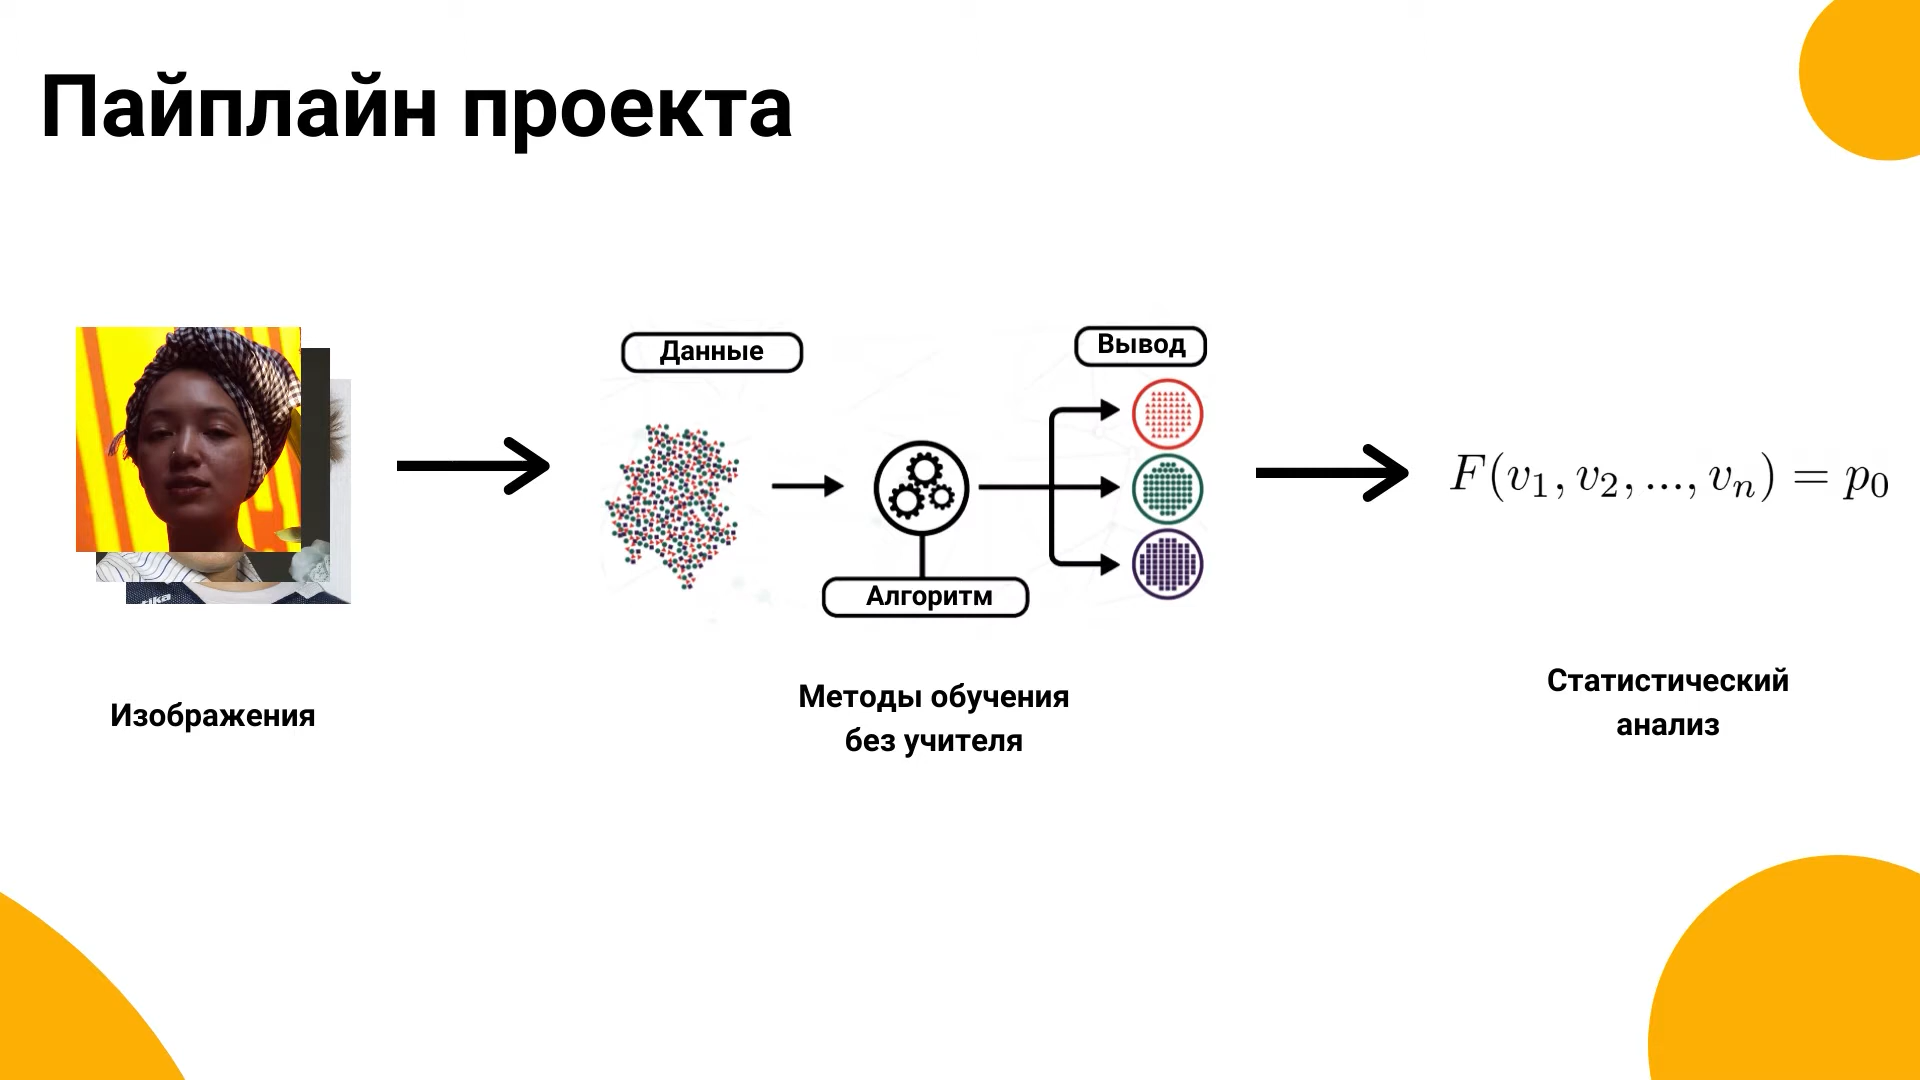 Пайплайн проекта
Данные
Вывод
Алгоритм
F(v₁, v₂, ..., vₙ) = p₀
Изображения
Методы обучения
без учителя
Статистический
анализ